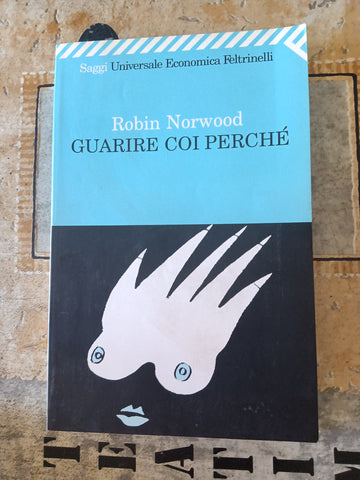 Saggi Universale Economica Feltrinelli
Robin Norwood
GUARIRE COI PERCHÉ